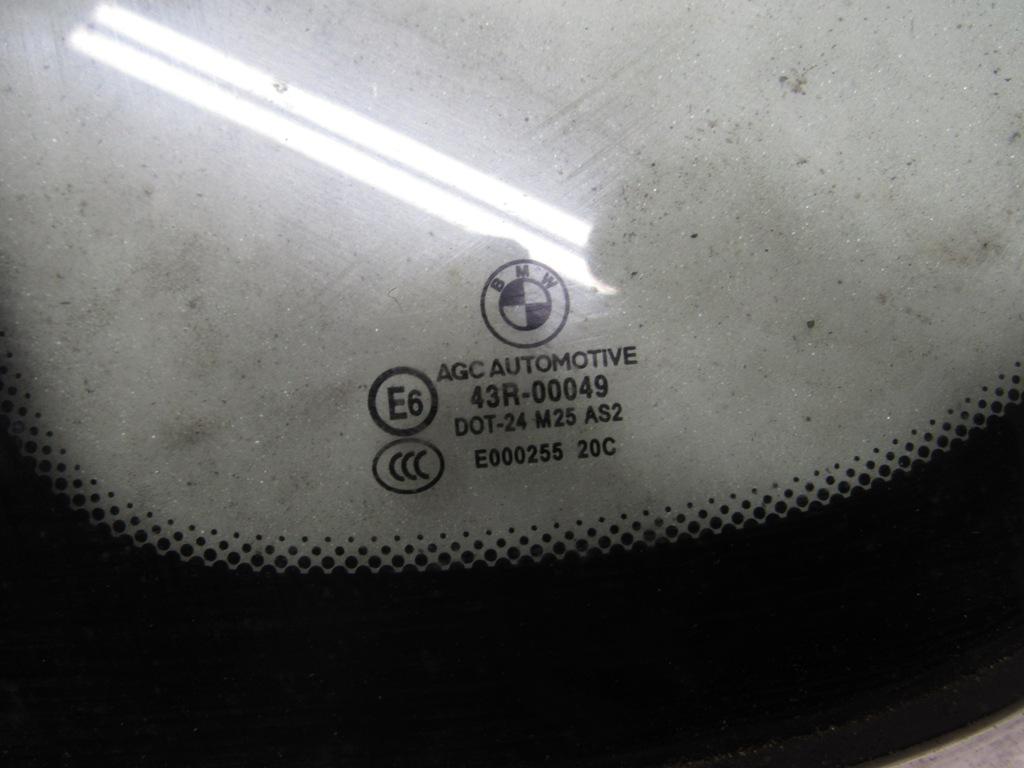 BMW
AGC AUTOMOTIVE
E6 43R-00049
DOT-24 M25 AS2
CCC E000255 20C